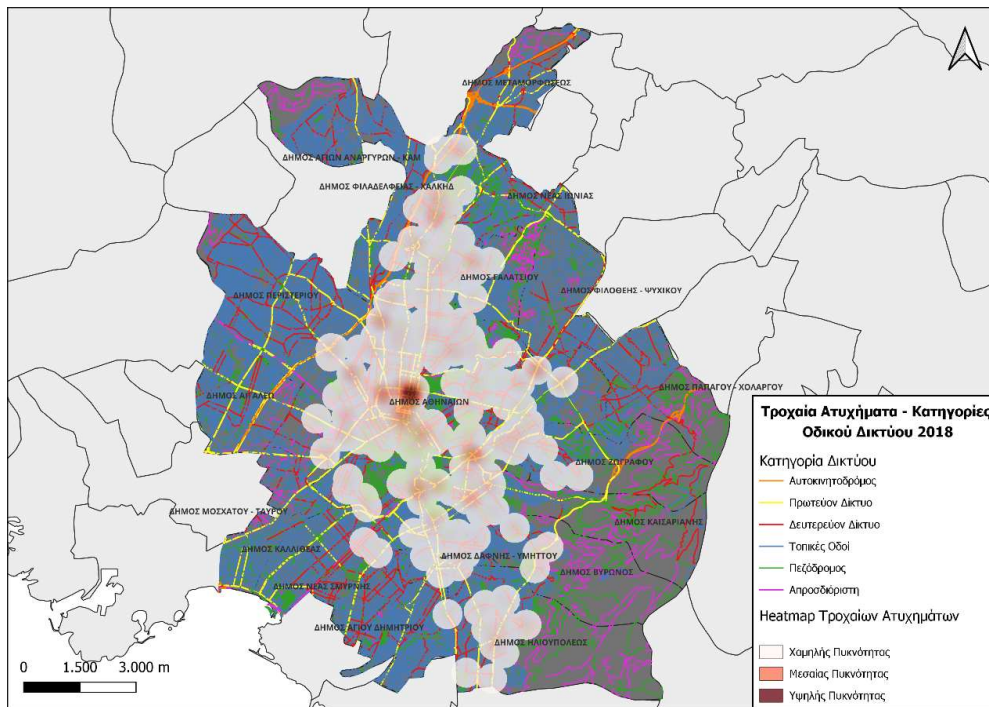 ΔΗΜΟΣ ΜΕΤΑΜΟΡΦΩΣΕΩΣ
ΔΗΜΟΣ ΑΓΙΩΝ ΑΝΑΡΓΥΡΩΝ - ΚΑΜ
ΔΗΜΟΣ ΦΙΛΑΔΕΛΦΕΙΑΣ - ΧΑΛΚΗΔ
ΔΗΜΟΣ ΝΕΑΣ ΙΩΝΙΑΣ
ΔΗΜΟΣ ΓΑΛΑΤΣΙΟΥ
ΔΗΜΟΣ ΦΙΛΟΘΕΗΣ - ΨΥΧΙΚΟΥ
ΔΗΜΟΣ ΠΕΡΙΣΤΕΡΙΟΥ
ΔΗΜΟΣ ΠΑΠΑΓΟΥ - ΧΟΛΑΡΓΟΥ
ΔΗΜΟΣ ΑΙΓΑΛΕΩ
ΔΗΜΟΣ ΑΘΗΝΑΙΩΝ
ΔΗΜΟΣ ΖΩΓΡΑΦΟΥ
ΔΗΜΟΣ ΜΟΣΧΑΤΟΥ - ΤΑΥΡΟΥ
ΔΗΜΟΣ ΚΑΙΣΑΡΙΑΝΗΣ
ΔΗΜΟΣ ΚΑΛΛΙΘΕΑΣ
ΔΗΜΟΣ ΔΑΦΝΗΣ - ΥΜΗΤΤΟΥ
ΔΗΜΟΣ ΒΥΡΩΝΟΣ
ΔΗΜΟΣ ΝΕΑΣ ΣΜΥΡΝΗΣ
ΔΗΜΟΣ ΑΓΙΟΥ ΔΗΜΗΤΡΙΟΥ
ΔΗΜΟΣ ΗΛΙΟΥΠΟΛΕΩΣ
0 1.500 3.000 m
Τροχαία Ατυχήματα - Κατηγορίες
Οδικού Δικτύου 2018
Κατηγορία Δικτύου
Αυτοκινητοδρόμος
Πρωτεύον Δίκτυο
Δευτερεύον Δίκτυο
Τοπικές Οδοί
Πεζόδρομος
Απροσδιόριστη
Heatmap Τροχαίων Ατυχημάτων
Χαμηλής Πυκνότητας
Μεσαίας Πυκνότητας
Υψηλής Πυκνότητας